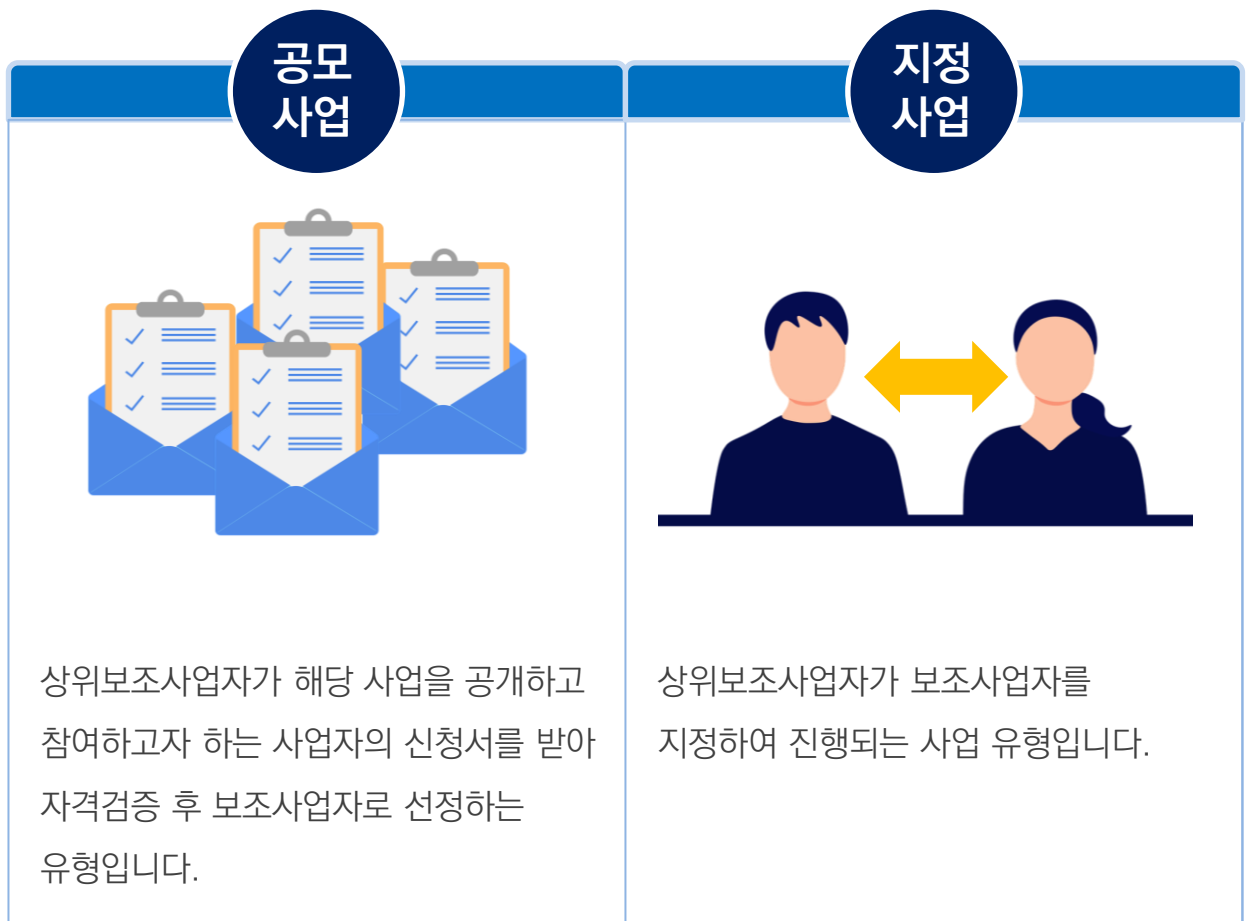 공모
사업
지정
사업
상위보조사업자가 해당 사업을 공개하고
참여하고자 하는 사업자의 신청서를 받아
자격검증 후 보조사업자로 선정하는
유형입니다.
상위보조사업자가 보조사업자를
지정하여 진행되는 사업 유형입니다.